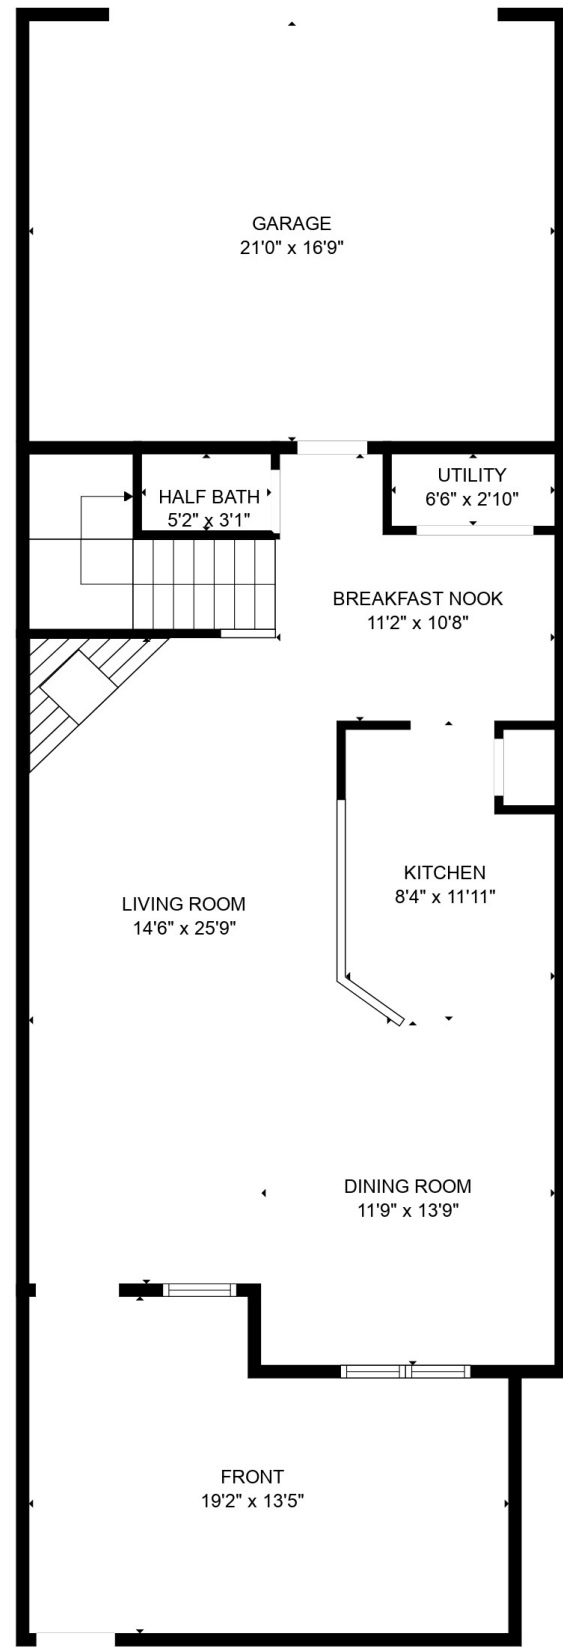 GARAGE
21'0" x 16'9"
UTILITY
6'6" x 2'10"
HALF BATH
5'2" x 3'1"
BREAKFAST NOOK
11'2" x 10'8"
KITCHEN
8'4" x 11'11"
LIVING ROOM
14'6" x 25'9"
DINING ROOM
11'9" x 13'9"
FRONT
19'2" x 13'5"